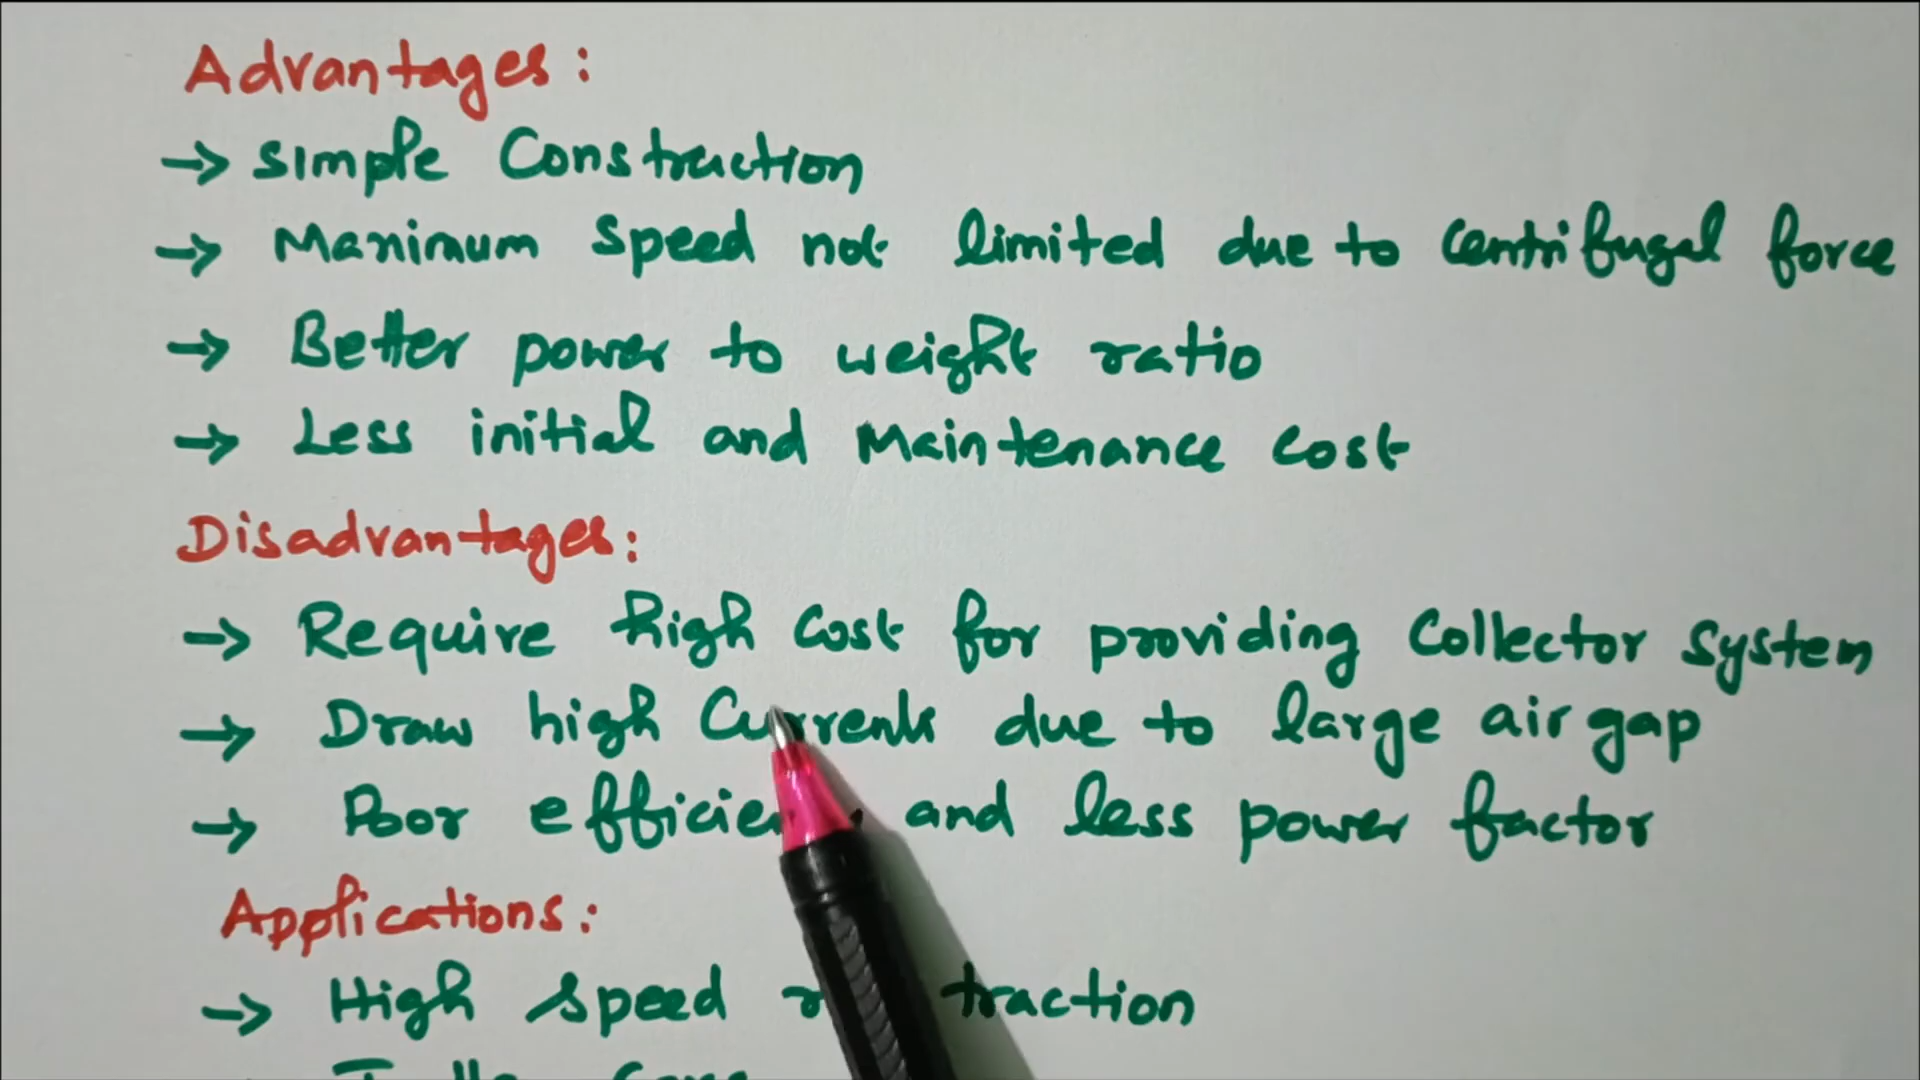 Advantages:
→ Simple Construction
→ Maximum Speed not limited due to centrifugal force
→ Better power to weight ratio
→ Less initial and Maintenance cost
Disadvantages:
→ Require high cost for providing collector system
→ Draw high Currents due to large air gap
→ Poor and less power factor
Applications:
→ High speed traction